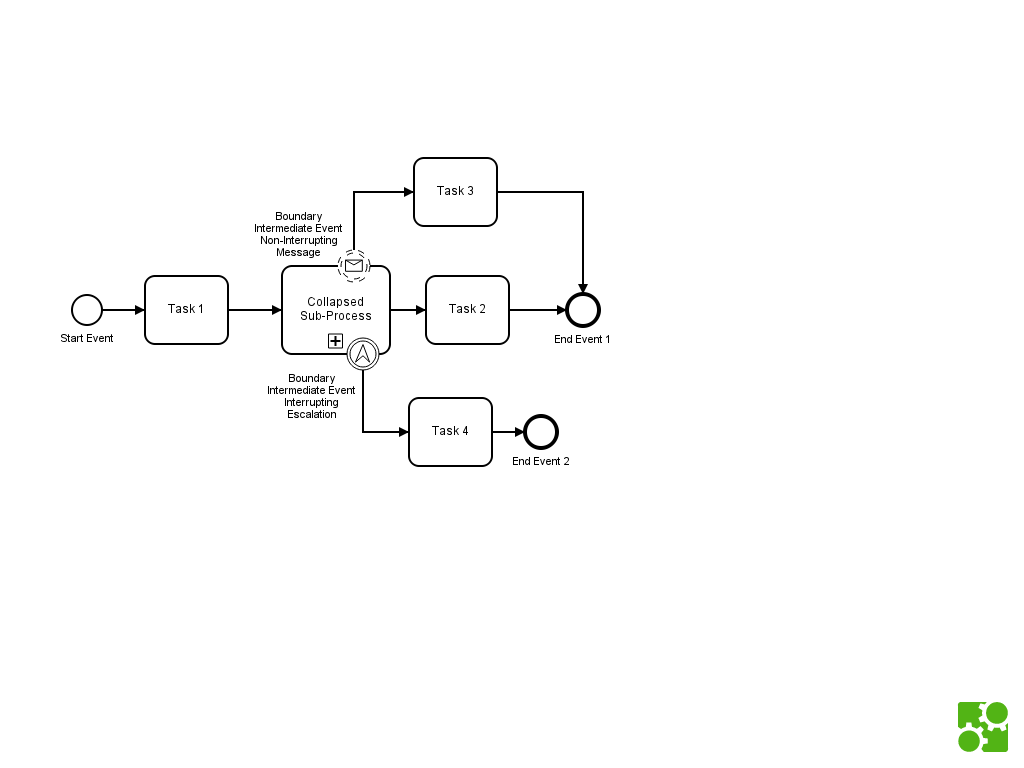 Task 3
Boundary
Intermediate Event
Non-Interrupting
Message
Start Event
Task 1
Collapsed
Sub-Process
Task 2
End Event 1
Boundary
Intermediate Event
Interrupting
Escalation
Task 4
End Event 2